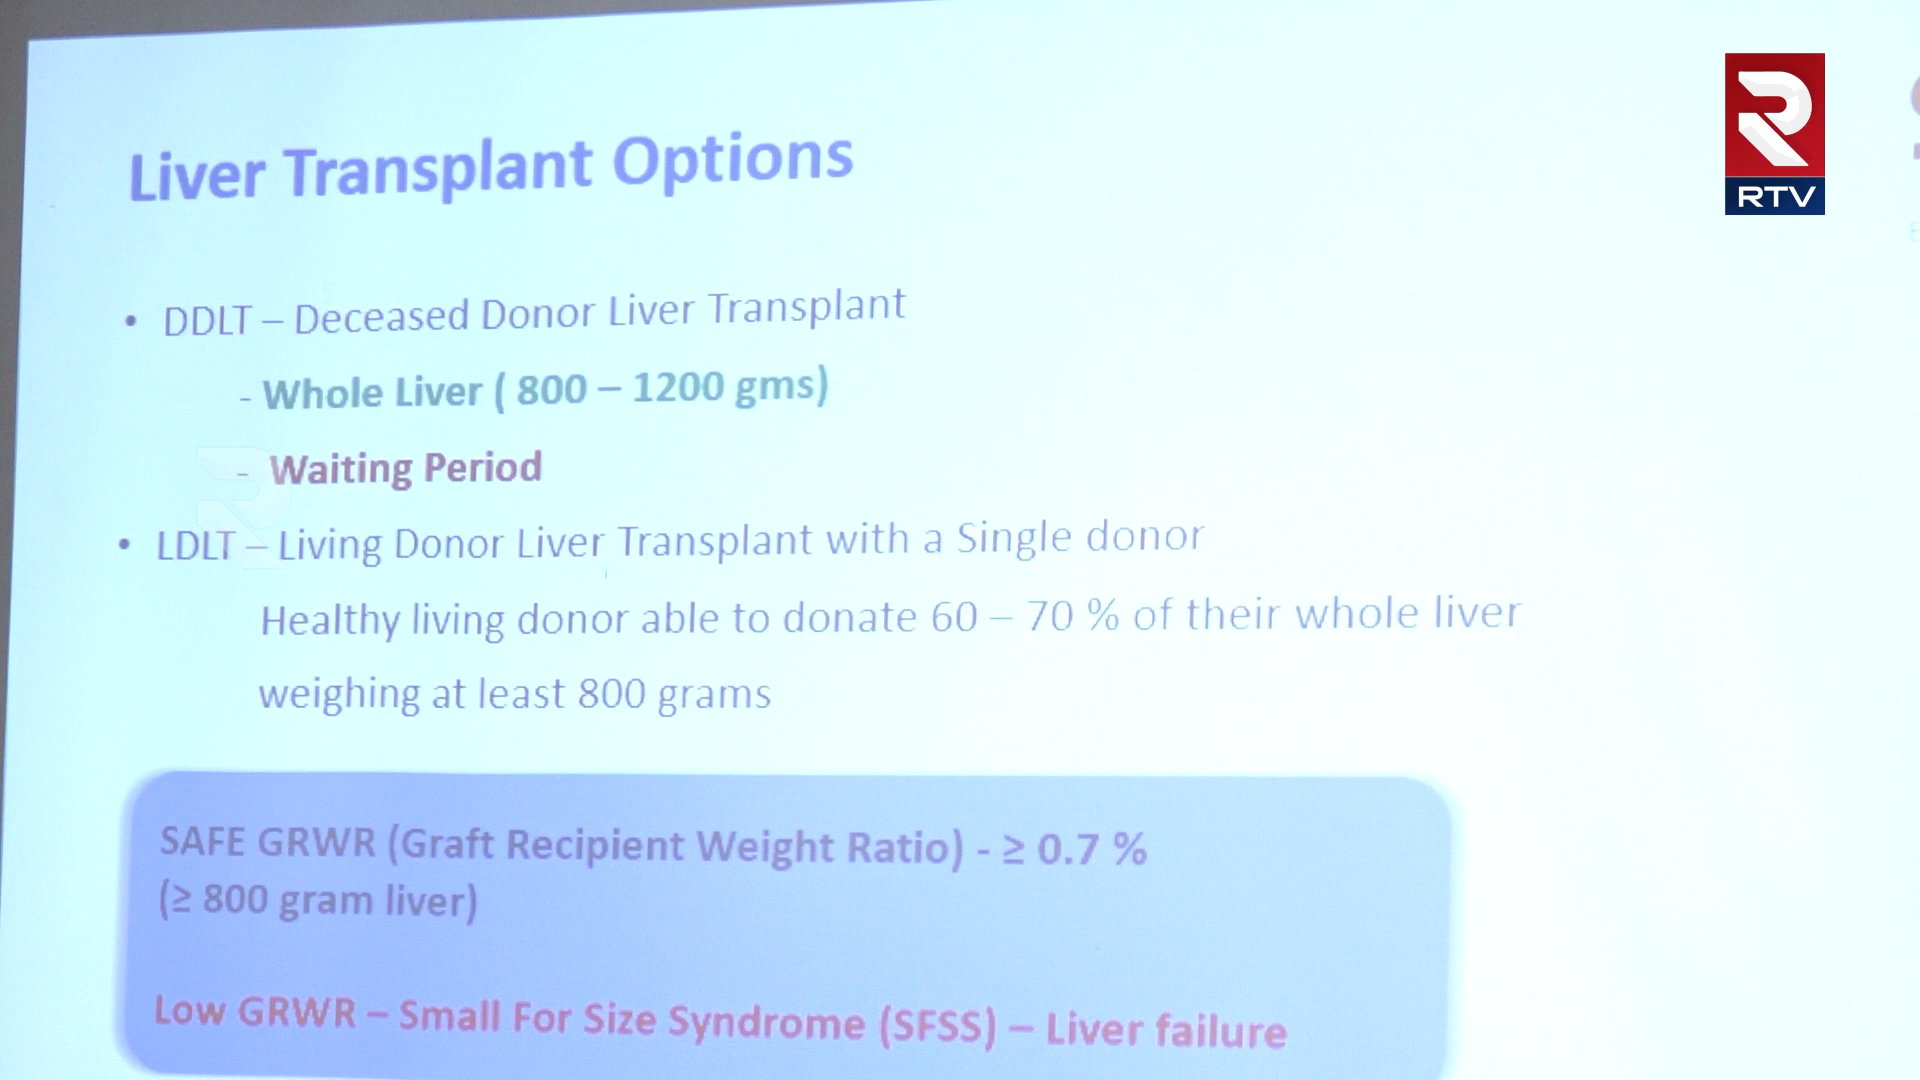 Liver Transplant Options
RTV
• DDLT – Deceased Donor Liver Transplant
- Whole Liver ( 800 – 1200 gms)
- Waiting Period
• LDLT – Living Donor Liver Transplant with a Single donor
Healthy living donor able to donate 60 – 70 % of their whole liver
weighing at least 800 grams
SAFE GRWR (Graft Recipient Weight Ratio) - ≥ 0.7 %
(≥ 800 gram liver)
Low GRWR – Small For Size Syndrome (SFSS) – Liver failure